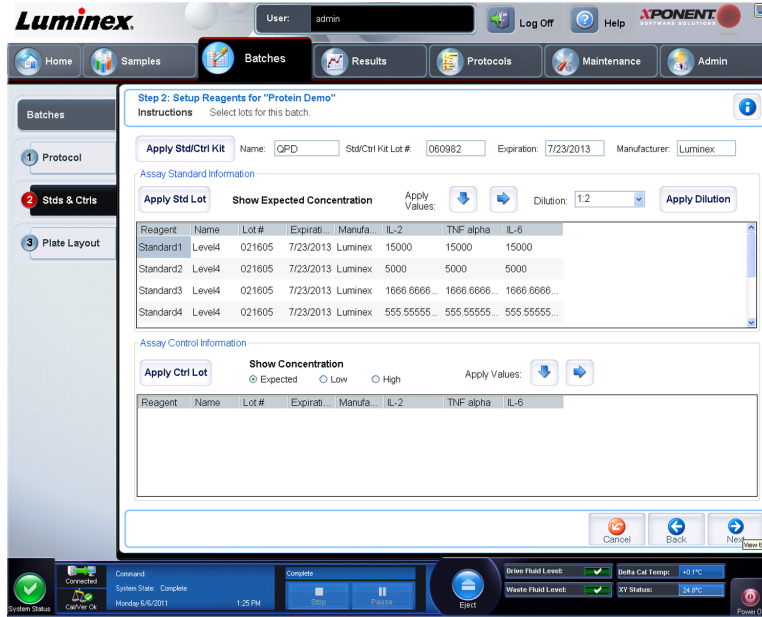 Luminex.
User: admin
Log Off
Help
XPONENT.
SOFTWARE SOLUTIONS
Home
Samples
Batches
Results
Protocols
Maintenance
Admin
Batches
1 Protocol
2 Stds & Ctrls
3 Plate Layout
Step 2: Setup Reagents for "Protein Demo"
Instructions Select lots for this batch.
Apply Std/Ctrl Kit Name: QPD Std/Ctrl Kit Lot #: 060982 Expiration: 7/23/2013 Manufacturer: Luminex
Assay Standard Information
Apply Std Lot Show Expected Concentration Apply Values: Dilution: 1:2 Apply Dilution
Reagent Name Lot # Expirati... Manufa... IL-2 TNF alpha IL-6
Standard1 Level4 021605 7/23/2013 Luminex 15000 15000 15000
Standard2 Level4 021605 7/23/2013 Luminex 5000 5000 5000
Standard3 Level4 021605 7/23/2013 Luminex 1666.6666... 1666.6666... 1666.6666...
Standard4 Level4 021605 7/23/2013 Luminex 555.55555... 555.55555... 555.55555...
Assay Control Information
Apply Ctrl Lot Show Concentration
Expected Low High Apply Values:
Reagent Name Lot # Expirati... Manufa... IL-2 TNF alpha IL-6
Cancel Back Nex
View t
System Status
Connected
Cal/Ver Ok
Command:
System State: Complete
Monday 6/6/2011 1:25 PM
Complete
Stop Pause
Eject
Drive Fluid Level: Delta Cal Temp: +0.1°C
Waste Fluid Level: XY Status: 24.8°C
Power O